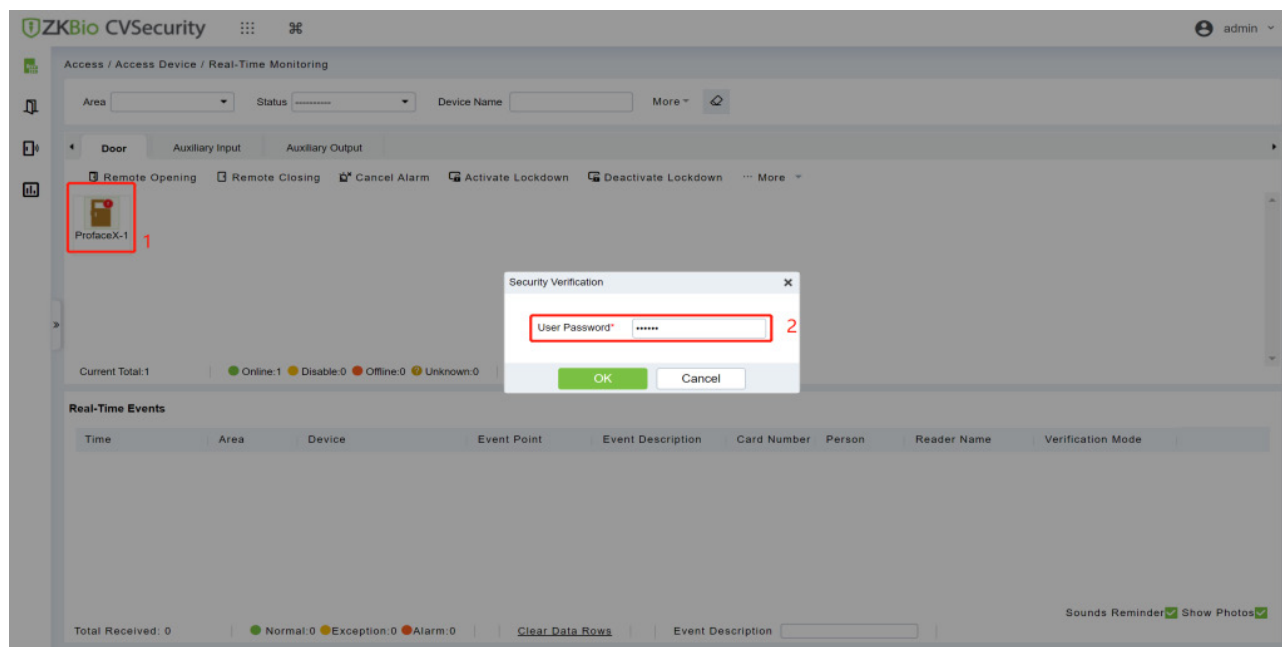 ZKBio CVSecurity admin
Access / Access Device / Real-Time Monitoring
Area Status ---------- Device Name More
Door Auxiliary Input Auxiliary Output
Remote Opening Remote Closing Cancel Alarm Activate Lockdown Deactivate Lockdown ··· More
ProfaceX-1
1
Security Verification
User Password* ••••••
2
OK Cancel
Current Total:1 Online:1 Disable:0 Offline:0 Unknown:0
Real-Time Events
Time Area Device Event Point Event Description Card Number Person Reader Name Verification Mode
Sounds Reminder Show Photos
Total Received: 0 Normal:0 Exception:0 Alarm:0 Clear Data Rows Event Description